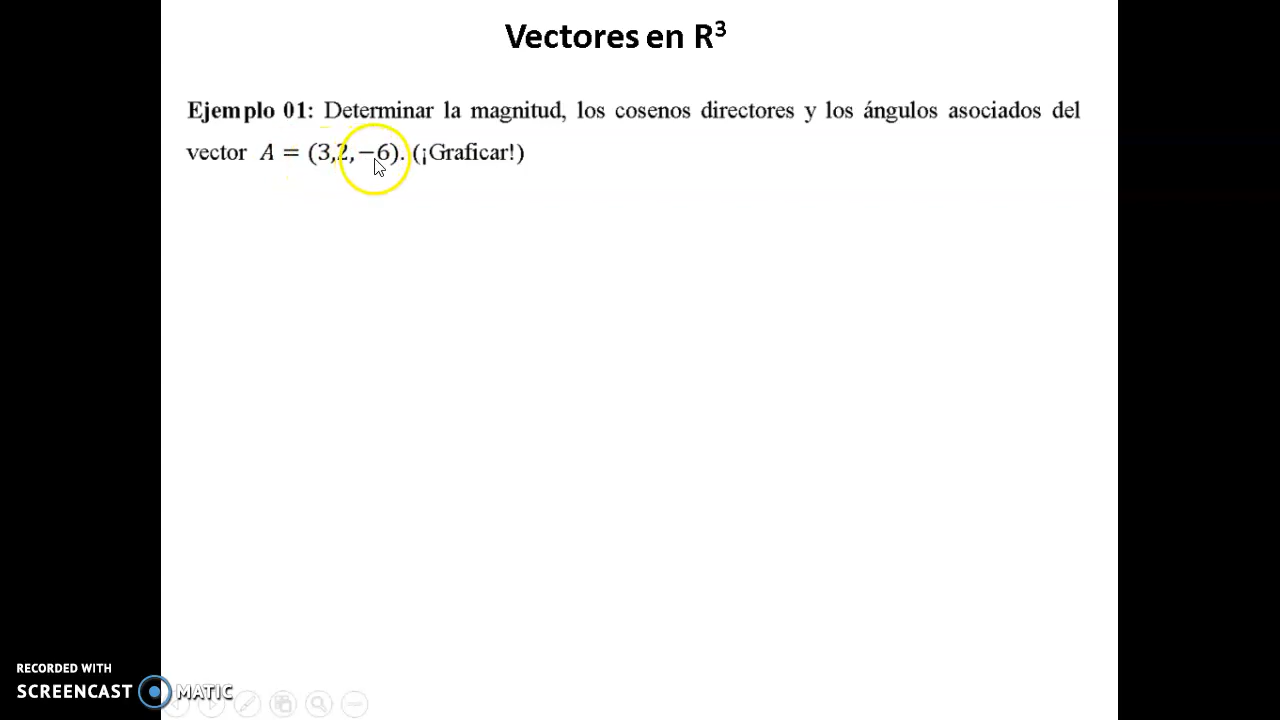 Vectores en R³
Ejemplo 01: Determinar la magnitud, los cosenos directores y los ángulos asociados del
vector A = (3,2,−6). (¡Graficar!)
RECORDED WITH
SCREENCAST MATIC